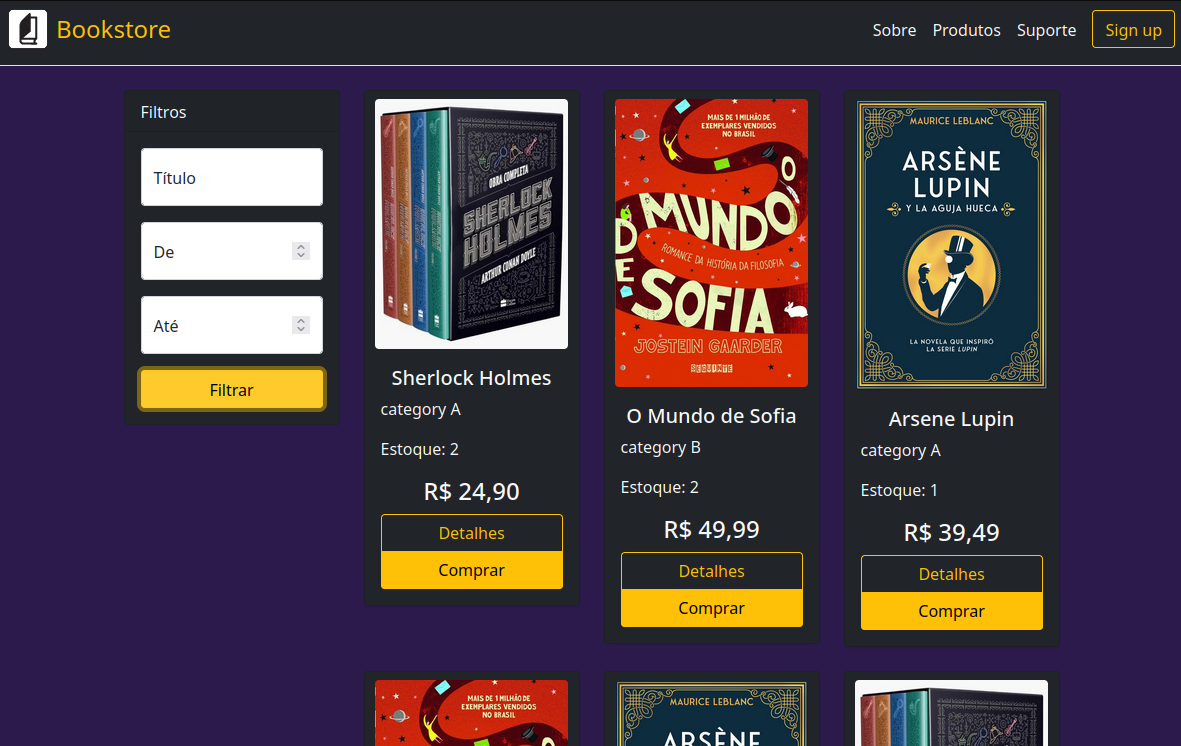 Bookstore
Sobre Produtos Suporte Sign up
Filtros
Título
De
Até
Filtrar
OBRA COMPLETA
SHERLOCK
HOLMES
ARTHUR CONAN DOYLE
Sherlock Holmes
category A
Estoque: 2
R$ 24,90
Detalhes
Comprar
MAIS DE 1 MILHÃO DE
EXEMPLARES VENDIDOS
NO BRASIL
O
MUNDO
DE
SOFIA
ROMANCE DA HISTÓRIA DA FILOSOFIA
JOSTEIN GAARDER
SEGUINTE
O Mundo de Sofia
category B
Estoque: 2
R$ 49,99
Detalhes
Comprar
MAURICE LEBLANC
ARSÈNE
LUPIN
Y LA AGUJA HUECA
LA NOVELA QUE INSPIRÓ
LA SERIE LUPIN
Arsene Lupin
category A
Estoque: 1
R$ 39,49
Detalhes
Comprar
MAIS DE 1 MILHÃO DE
EXEMPLARES VENDIDOS
NO BRASIL
MAURICE LEBLANC
ARSÈNE